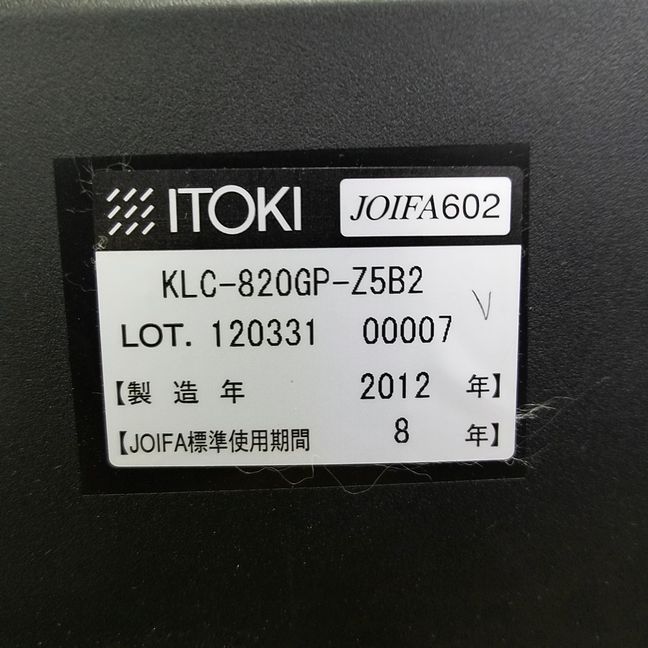 ITOKI JOIFA602
KLC-820GP-Z5B2
LOT. 120331 00007 V
【製 造 年 2012 年】
【JOIFA標準使用期間 8 年】